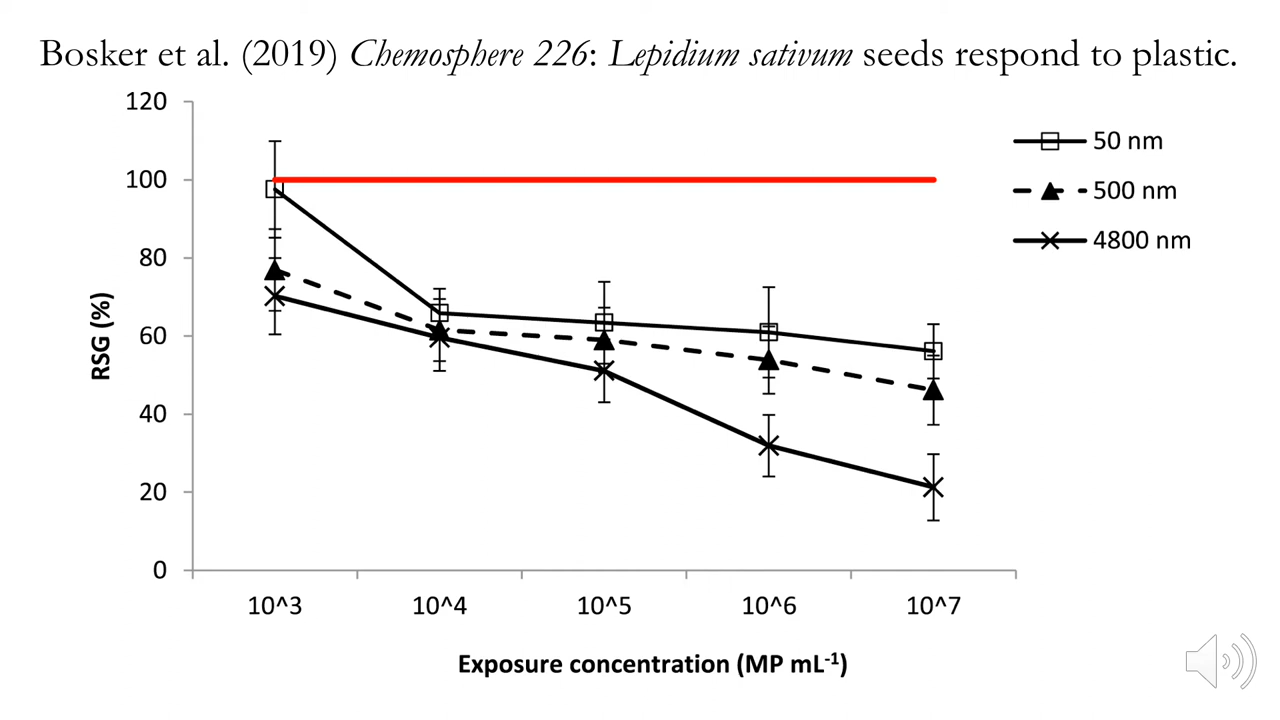 Bosker et al. (2019) Chemosphere 226: Lepidium sativum seeds respond to plastic.
120
100
80
60
40
20
0
RSG (%)
10^3 10^4 10^5 10^6 10^7
Exposure concentration (MP mL-1)
50 nm
500 nm
4800 nm